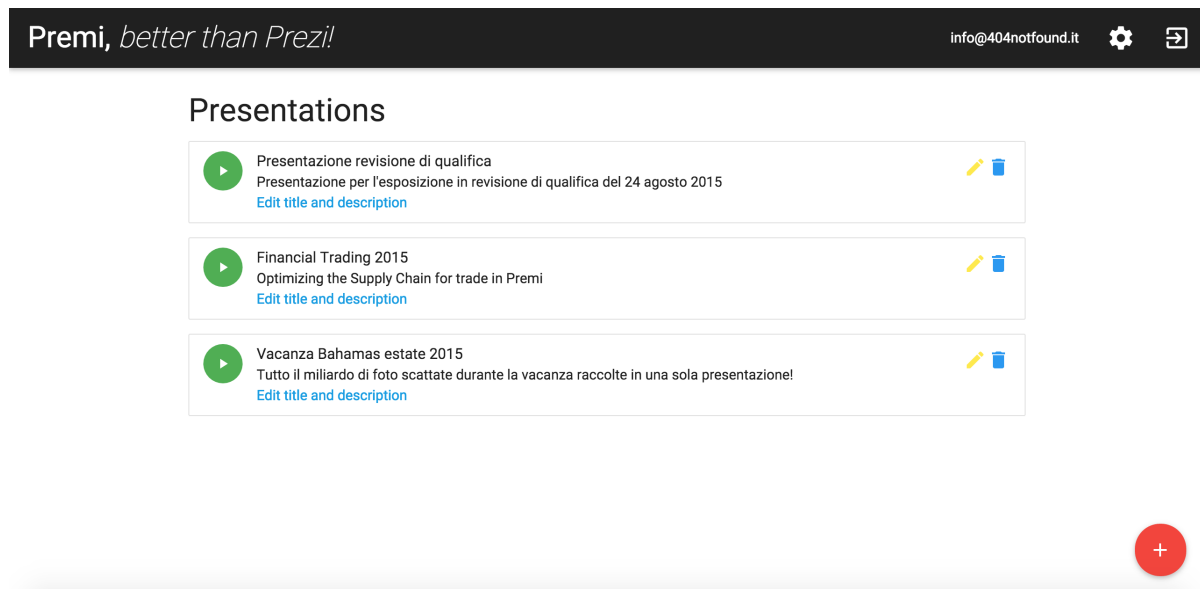 Premi, better than Prezi!
info@404notfound.it
Presentations
Presentazione revisione di qualifica
Presentazione per l'esposizione in revisione di qualifica del 24 agosto 2015
Edit title and description
Financial Trading 2015
Optimizing the Supply Chain for trade in Premi
Edit title and description
Vacanza Bahamas estate 2015
Tutto il miliardo di foto scattate durante la vacanza raccolte in una sola presentazione!
Edit title and description